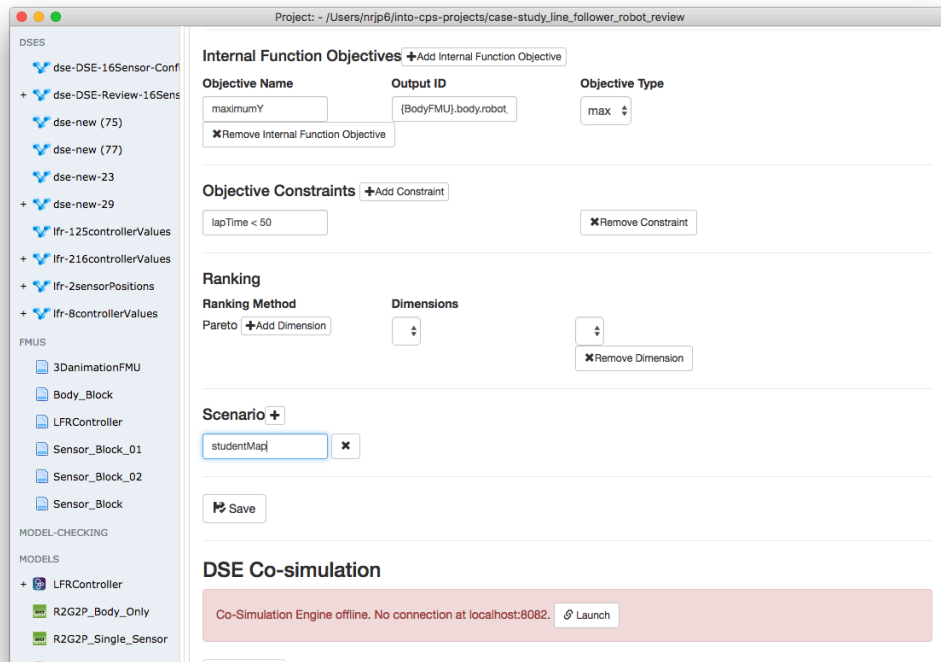 Project: - /Users/nrjp6/into-cps-projects/case-study_line_follower_robot_review
DSES
dse-DSE-16Sensor-Conf
+ dse-DSE-Review-16Sens
dse-new (75)
dse-new (77)
dse-new-23
+ dse-new-29
lfr-125controllerValues
+ lfr-216controllerValues
+ lfr-2sensorPositions
+ lfr-8controllerValues
FMUS
3DanimationFMU
Body_Block
LFRController
Sensor_Block_01
Sensor_Block_02
Sensor_Block
MODEL-CHECKING
MODELS
+ LFRController
R2G2P_Body_Only
R2G2P_Single_Sensor
Internal Function Objectives +Add Internal Function Objective
Objective Name Output ID Objective Type
maximumY {BodyFMU}.body.robot_ max
✖Remove Internal Function Objective
Objective Constraints +Add Constraint
lapTime < 50 ✖Remove Constraint
Ranking
Ranking Method Dimensions
Pareto +Add Dimension
✖Remove Dimension
Scenario +
studentMap ✖
Save
DSE Co-simulation
Co-Simulation Engine offline. No connection at localhost:8082. Launch